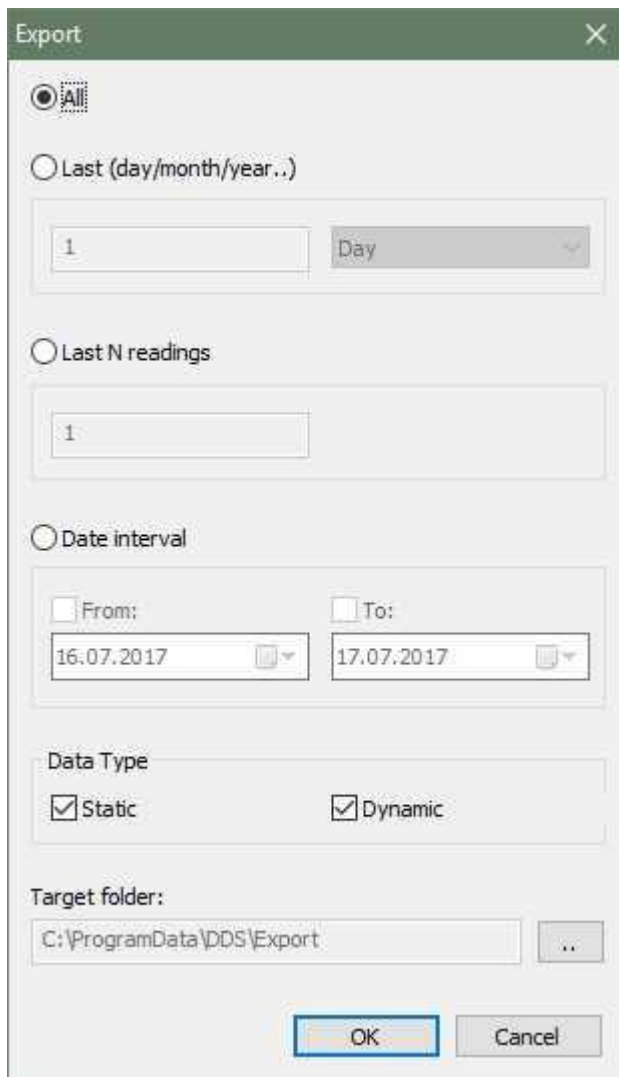 Export
All
Last (day/month/year..)
1 Day
Last N readings
1
Date interval
From: To:
16.07.2017 17.07.2017
Data Type
Static Dynamic
Target folder:
C:\ProgramData\DDS\Export ..
OK Cancel